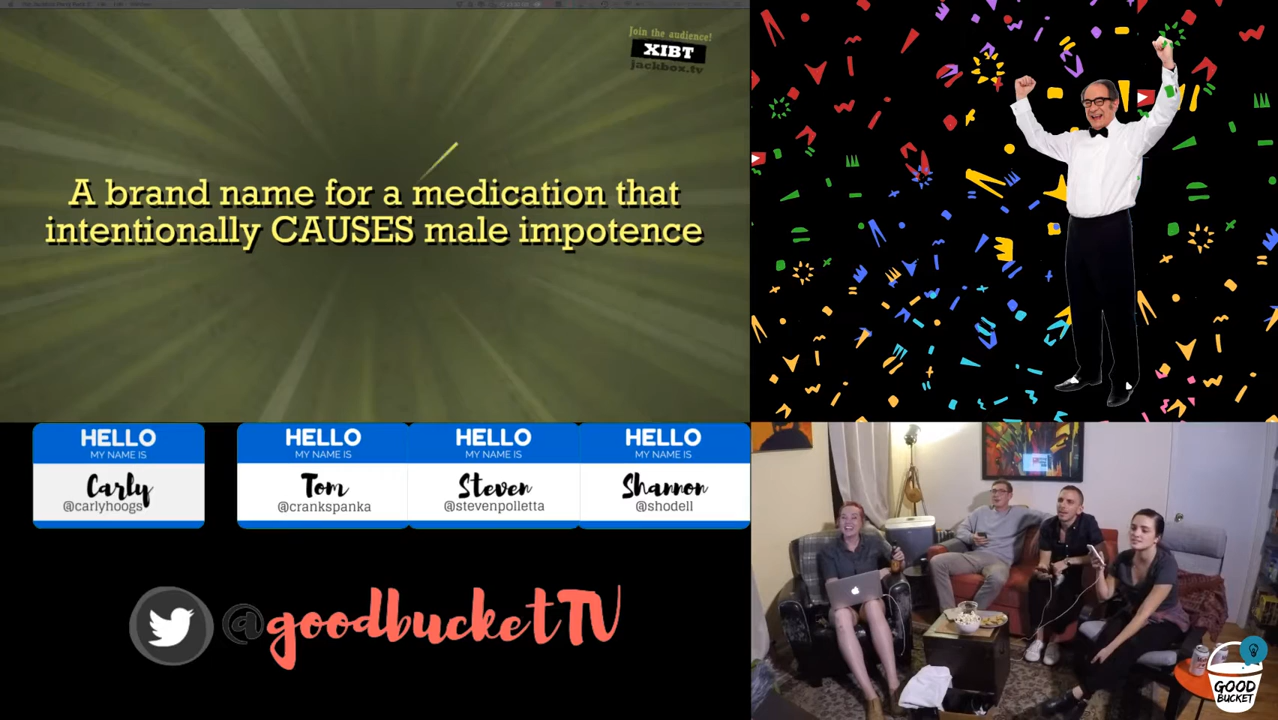 Join the audience!
XIBT
jackbox.tv
A brand name for a medication that
intentionally CAUSES male impotence
HELLO
MY NAME IS
Carly
@carlyhoogs
HELLO
MY NAME IS
Tom
@crankspanka
HELLO
MY NAME IS
Steven
@stevenpolletta
HELLO
MY NAME IS
Shannon
@shodell
@goodbucketTV
GOOD
BUCKET